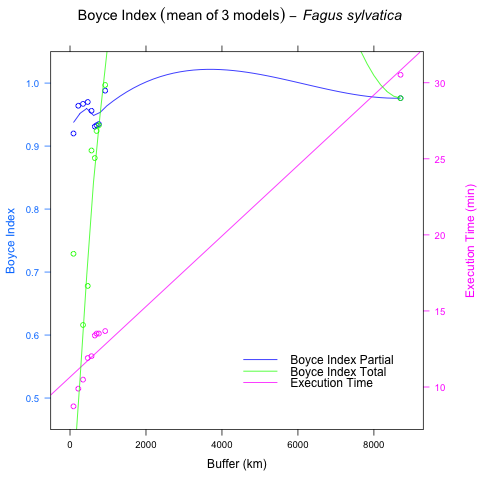 Boyce Index (mean of 3 models) – Fagus sylvatica
1.0
0.9
0.8
0.7
0.6
0.5
Boyce Index
30
25
20
15
10
Execution Time (min)
Boyce Index Partial
Boyce Index Total
Execution Time
0 2000 4000 6000 8000
Buffer (km)